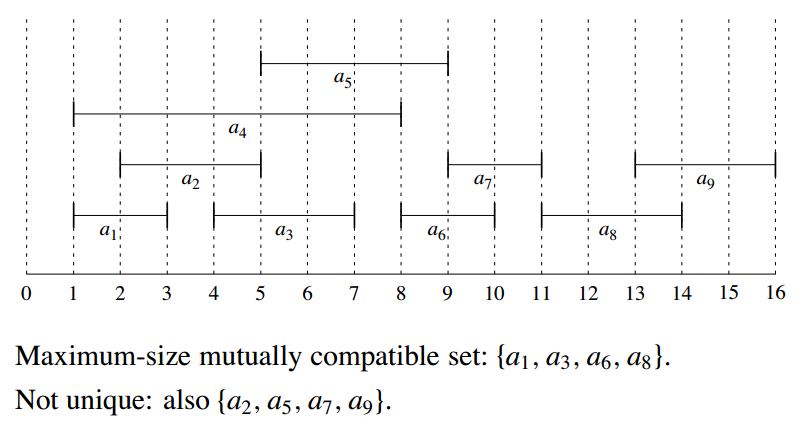 a5
a4
a2 a7 a9
a1 a3 a6 a8
0 1 2 3 4 5 6 7 8 9 10 11 12 13 14 15 16
Maximum-size mutually compatible set: {a1, a3, a6, a8}.
Not unique: also {a2, a5, a7, a9}.